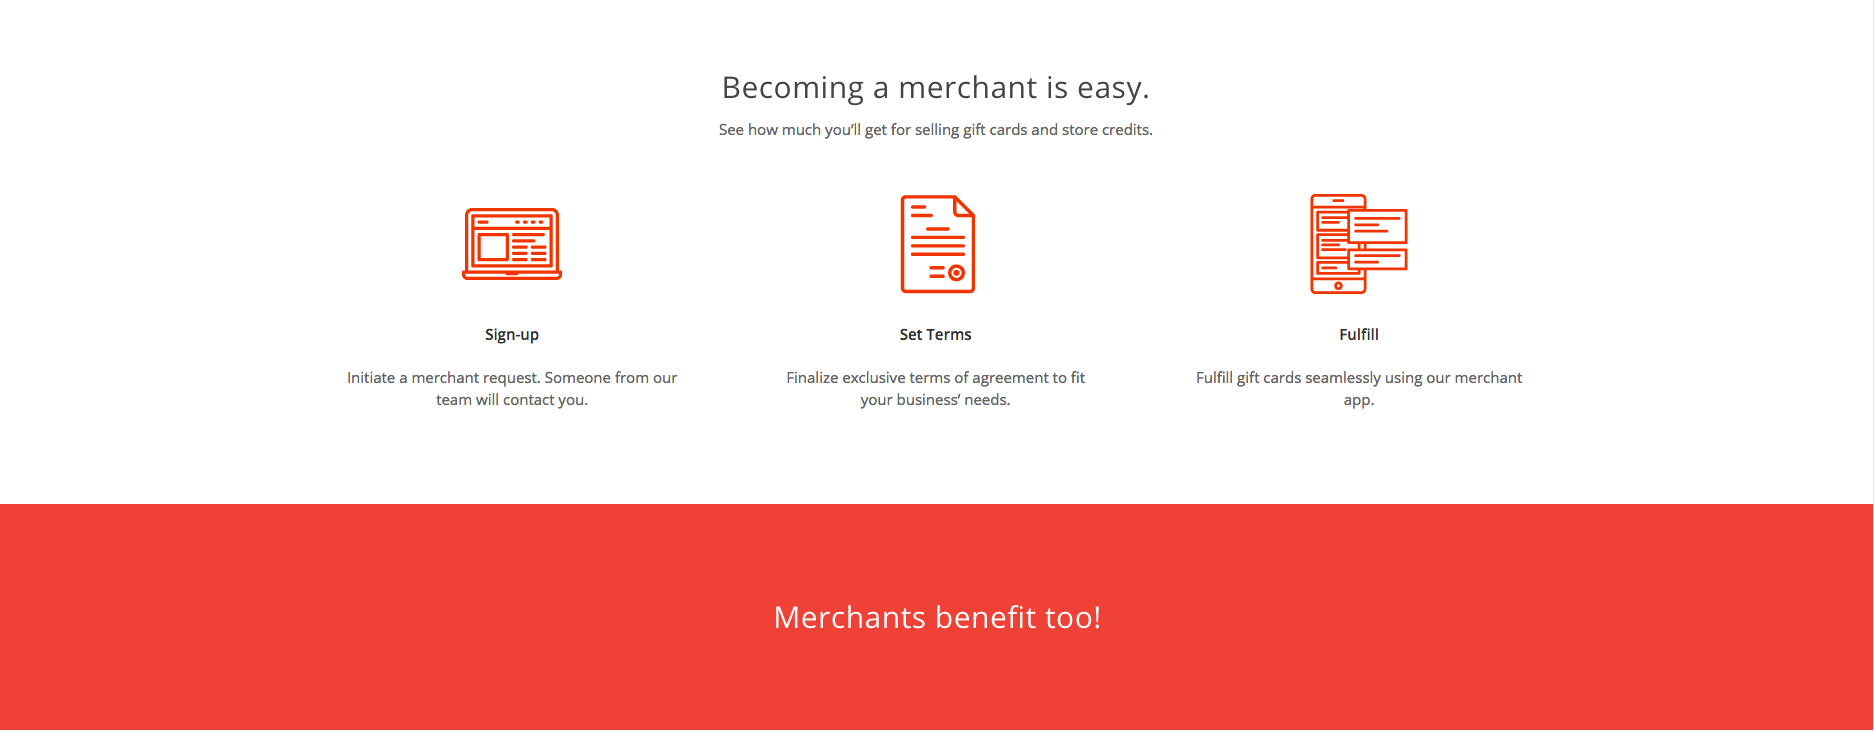 Becoming a merchant is easy.
See how much you’ll get for selling gift cards and store credits.
Sign-up
Initiate a merchant request. Someone from our
team will contact you.
Set Terms
Finalize exclusive terms of agreement to fit
your business’ needs.
Fulfill
Fulfill gift cards seamlessly using our merchant
app.
Merchants benefit too!